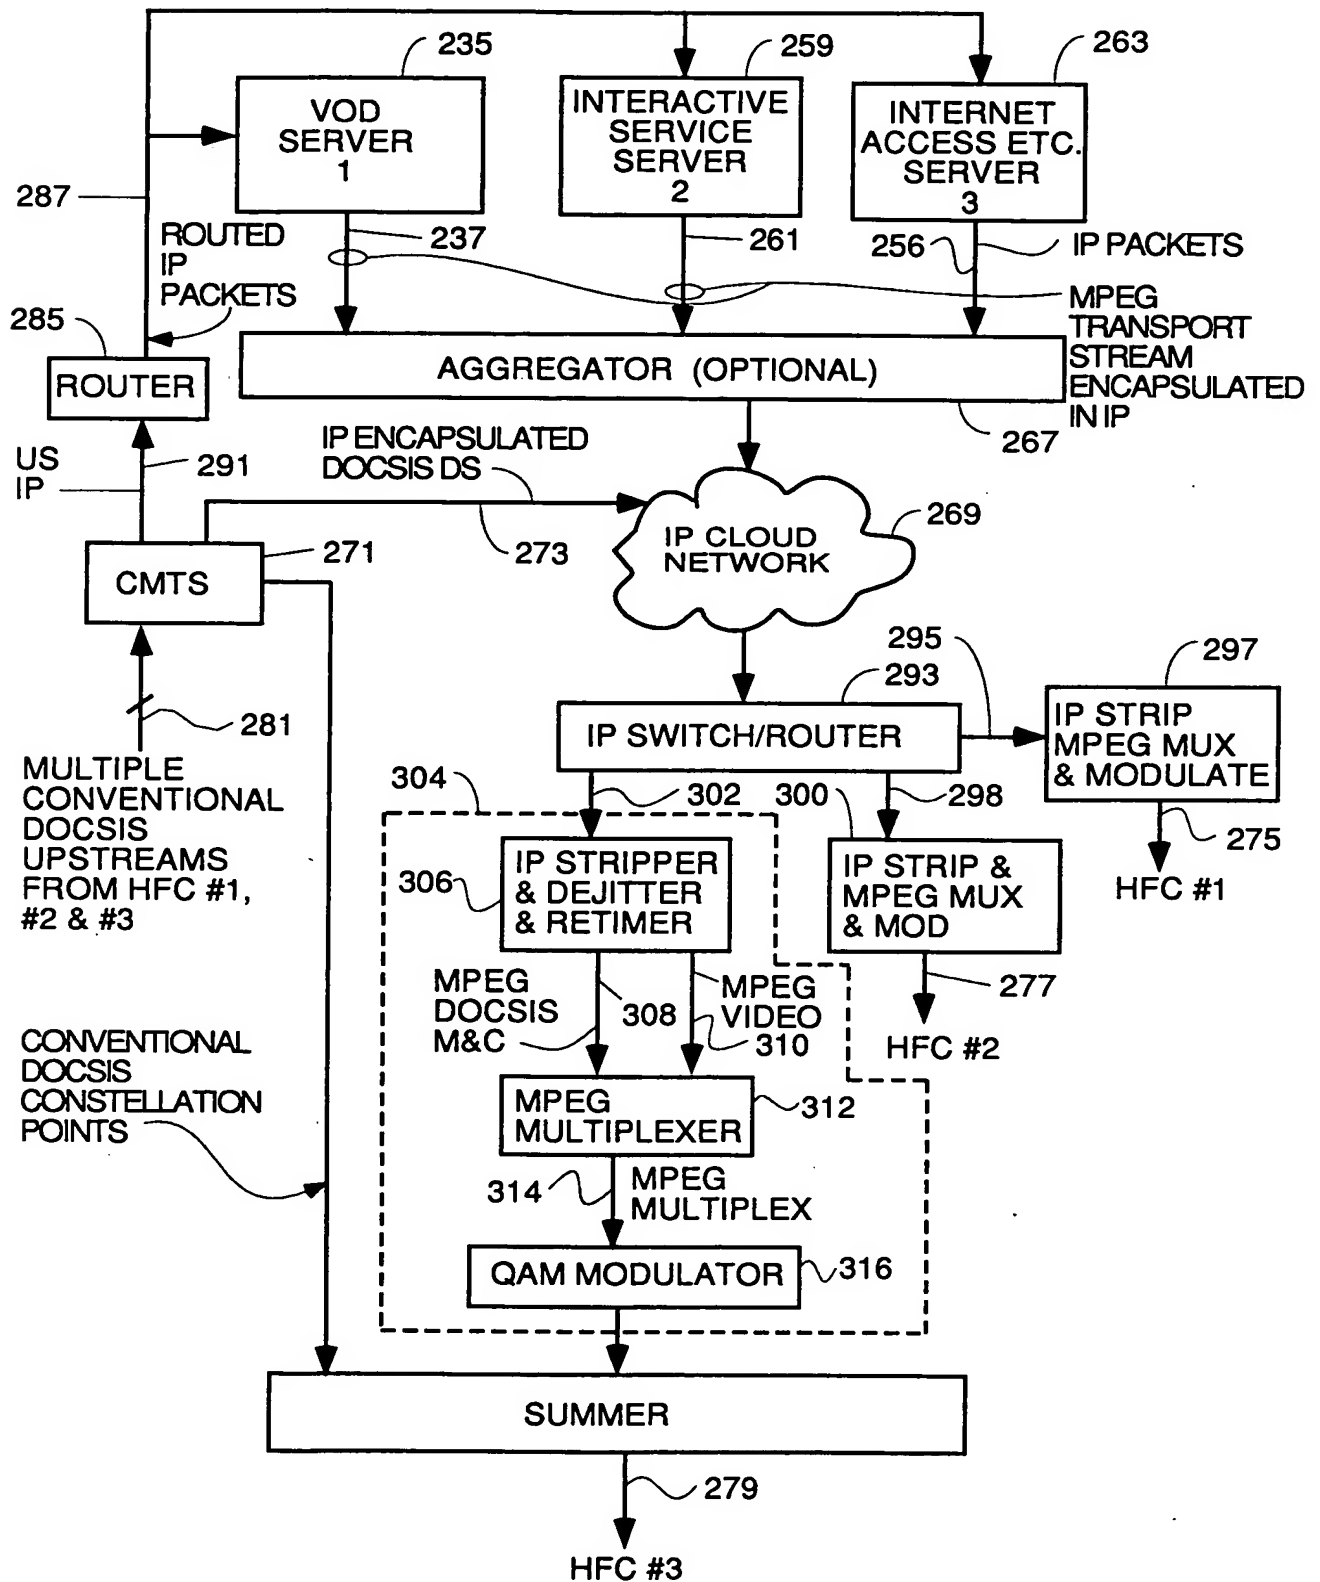 235
259
263
VOD
SERVER
1
INTERACTIVE
SERVICE
SERVER
2
INTERNET
ACCESS ETC.
SERVER
3
287
ROUTED
IP
PACKETS
237
261
256
IP PACKETS
MPEG
TRANSPORT
STREAM
ENCAPSULATED
IN IP
285
ROUTER
AGGREGATOR (OPTIONAL)
267
US
IP
291
IP ENCAPSULATED
DOCSIS DS
273
IP CLOUD
NETWORK
269
271
CMTS
281
MULTIPLE
CONVENTIONAL
DOCSIS
UPSTREAMS
FROM HFC #1,
#2 & #3
295
297
293
IP SWITCH/ROUTER
IP STRIP
MPEG MUX
& MODULATE
304
302
300
298
275
HFC #1
306
IP STRIPPER
& DEJITTER
& RETIMER
IP STRIP &
MPEG MUX
& MOD
277
HFC #2
MPEG
DOCSIS
M&C
308
MPEG
VIDEO
310
CONVENTIONAL
DOCSIS
CONSTELLATION
POINTS
MPEG
MULTIPLEXER
312
314
MPEG
MULTIPLEX
QAM MODULATOR
316
SUMMER
279
HFC #3